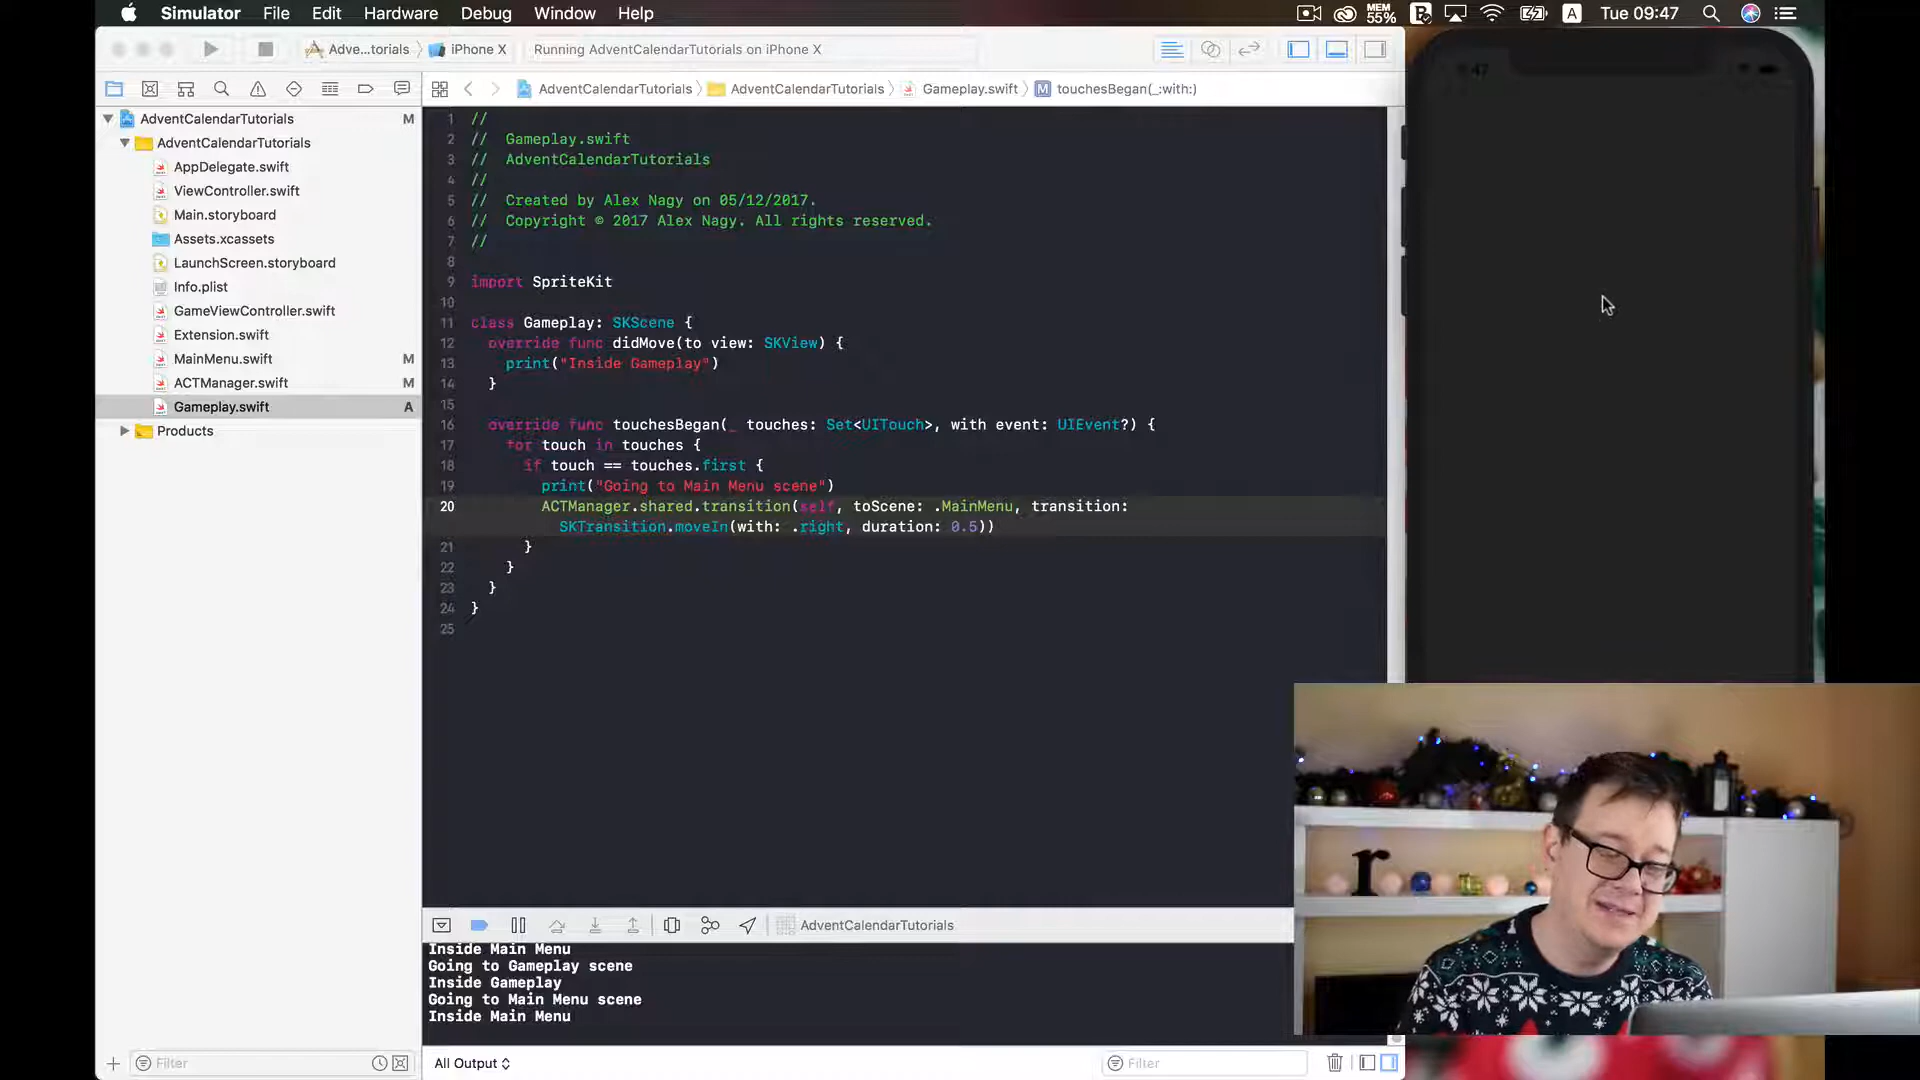 Simulator File Edit Hardware Debug Window Help MEM 55% A Tue 09:47
Adve...torials iPhone X Running AdventCalendarTutorials on iPhone X
AdventCalendarTutorials AdventCalendarTutorials Gameplay.swift M touchesBegan(_:with:)
AdventCalendarTutorials M
AdventCalendarTutorials
AppDelegate.swift
ViewController.swift
Main.storyboard
Assets.xcassets
LaunchScreen.storyboard
Info.plist
GameViewController.swift
Extension.swift
MainMenu.swift M
ACTManager.swift M
Gameplay.swift A
Products
1 //
2 // Gameplay.swift
3 // AdventCalendarTutorials
4 //
5 // Created by Alex Nagy on 05/12/2017.
6 // Copyright © 2017 Alex Nagy. All rights reserved.
7 //
8
9 import SpriteKit
10
11 class Gameplay: SKScene {
12 override func didMove(to view: SKView) {
13 print("Inside Gameplay")
14 }
15
16 override func touchesBegan(_ touches: Set<UITouch>, with event: UIEvent?) {
17 for touch in touches {
18 if touch == touches.first {
19 print("Going to Main Menu scene")
20 ACTManager.shared.transition(self, toScene: .MainMenu, transition:
SKTransition.moveIn(with: .right, duration: 0.5))
21 }
22 }
23 }
24 }
25
AdventCalendarTutorials
Inside Main Menu
Going to Gameplay scene
Inside Gameplay
Going to Main Menu scene
Inside Main Menu
Filter
All Output
Filter
r